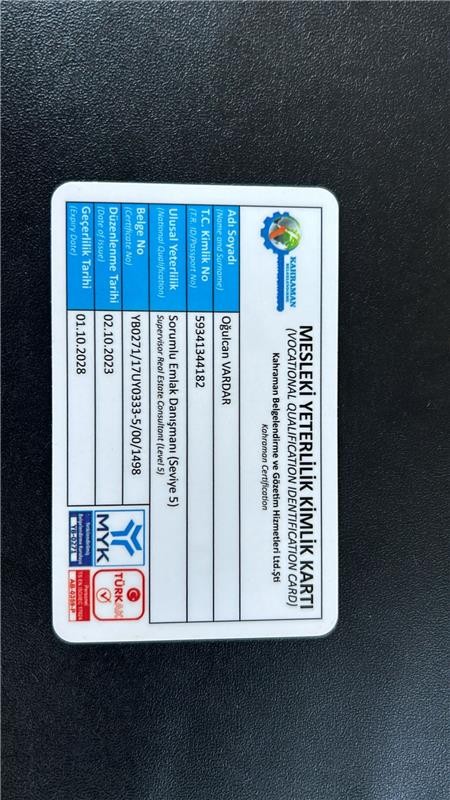 KAHRAMAN
MESLEKİ YETERLİLİK KİMLİK KARTI
(VOCATIONAL QUALIFICATION IDENTIFICATION CARD)
Kahraman Belgelendirme ve Gözetim Hizmetleri Ltd.Şti
Kahraman Certification
Adı Soyadı
(Name and Surname)
Oğulcan VARDAR
T.C. Kimlik No
(T.R. ID/Passport No)
59341344182
Ulusal Yeterlilik
(National Qualification)
Sorumlu Emlak Danışmanı (Seviye 5)
Supervisor Real Estate Consultant (Level 5)
Belge No
(Certificate No)
YB0271/17UY0333-5/00/1498
Düzenlenme Tarihi
(Date of Issue)
02.10.2023
Geçerlilik Tarihi
(Expiry Date)
01.10.2028
MYK
TÜRKAK